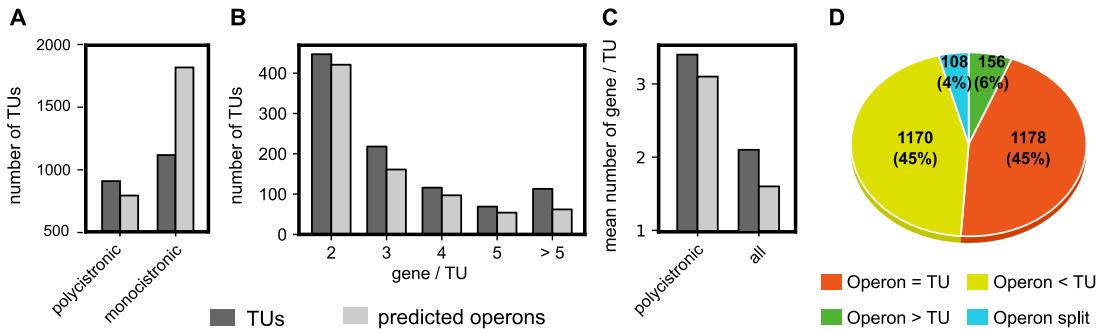 A
number of TUs
2000
1500
1000
500
polycistronic
monocistronic
B
number of TUs
400
300
200
100
0
2
3
4
5
> 5
gene / TU
TUs
predicted operons
C
mean number of gene / TU
3
2
1
polycistronic
all
D
108
(4%)
156
(6%)
1170
(45%)
1178
(45%)
Operon = TU
Operon < TU
Operon > TU
Operon split